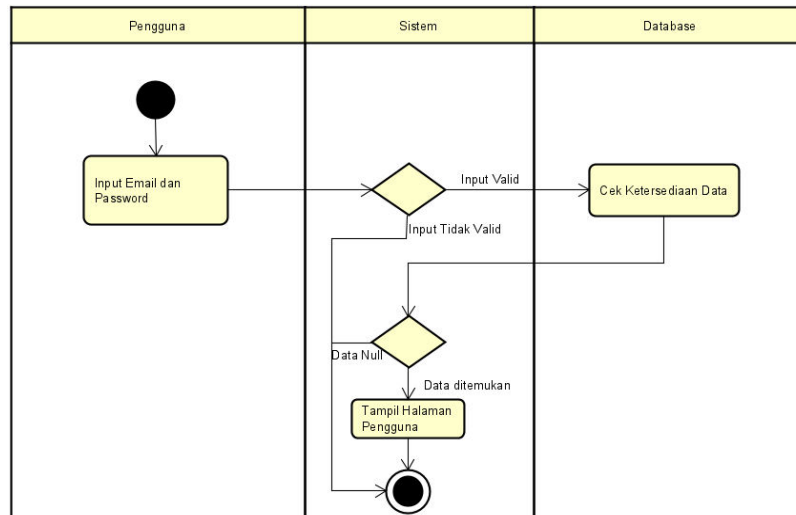 Pengguna
Sistem
Database
Input Email dan
Password
Input Valid
Cek Ketersediaan Data
Input Tidak Valid
Data Null
Data ditemukan
Tampil Halaman
Pengguna